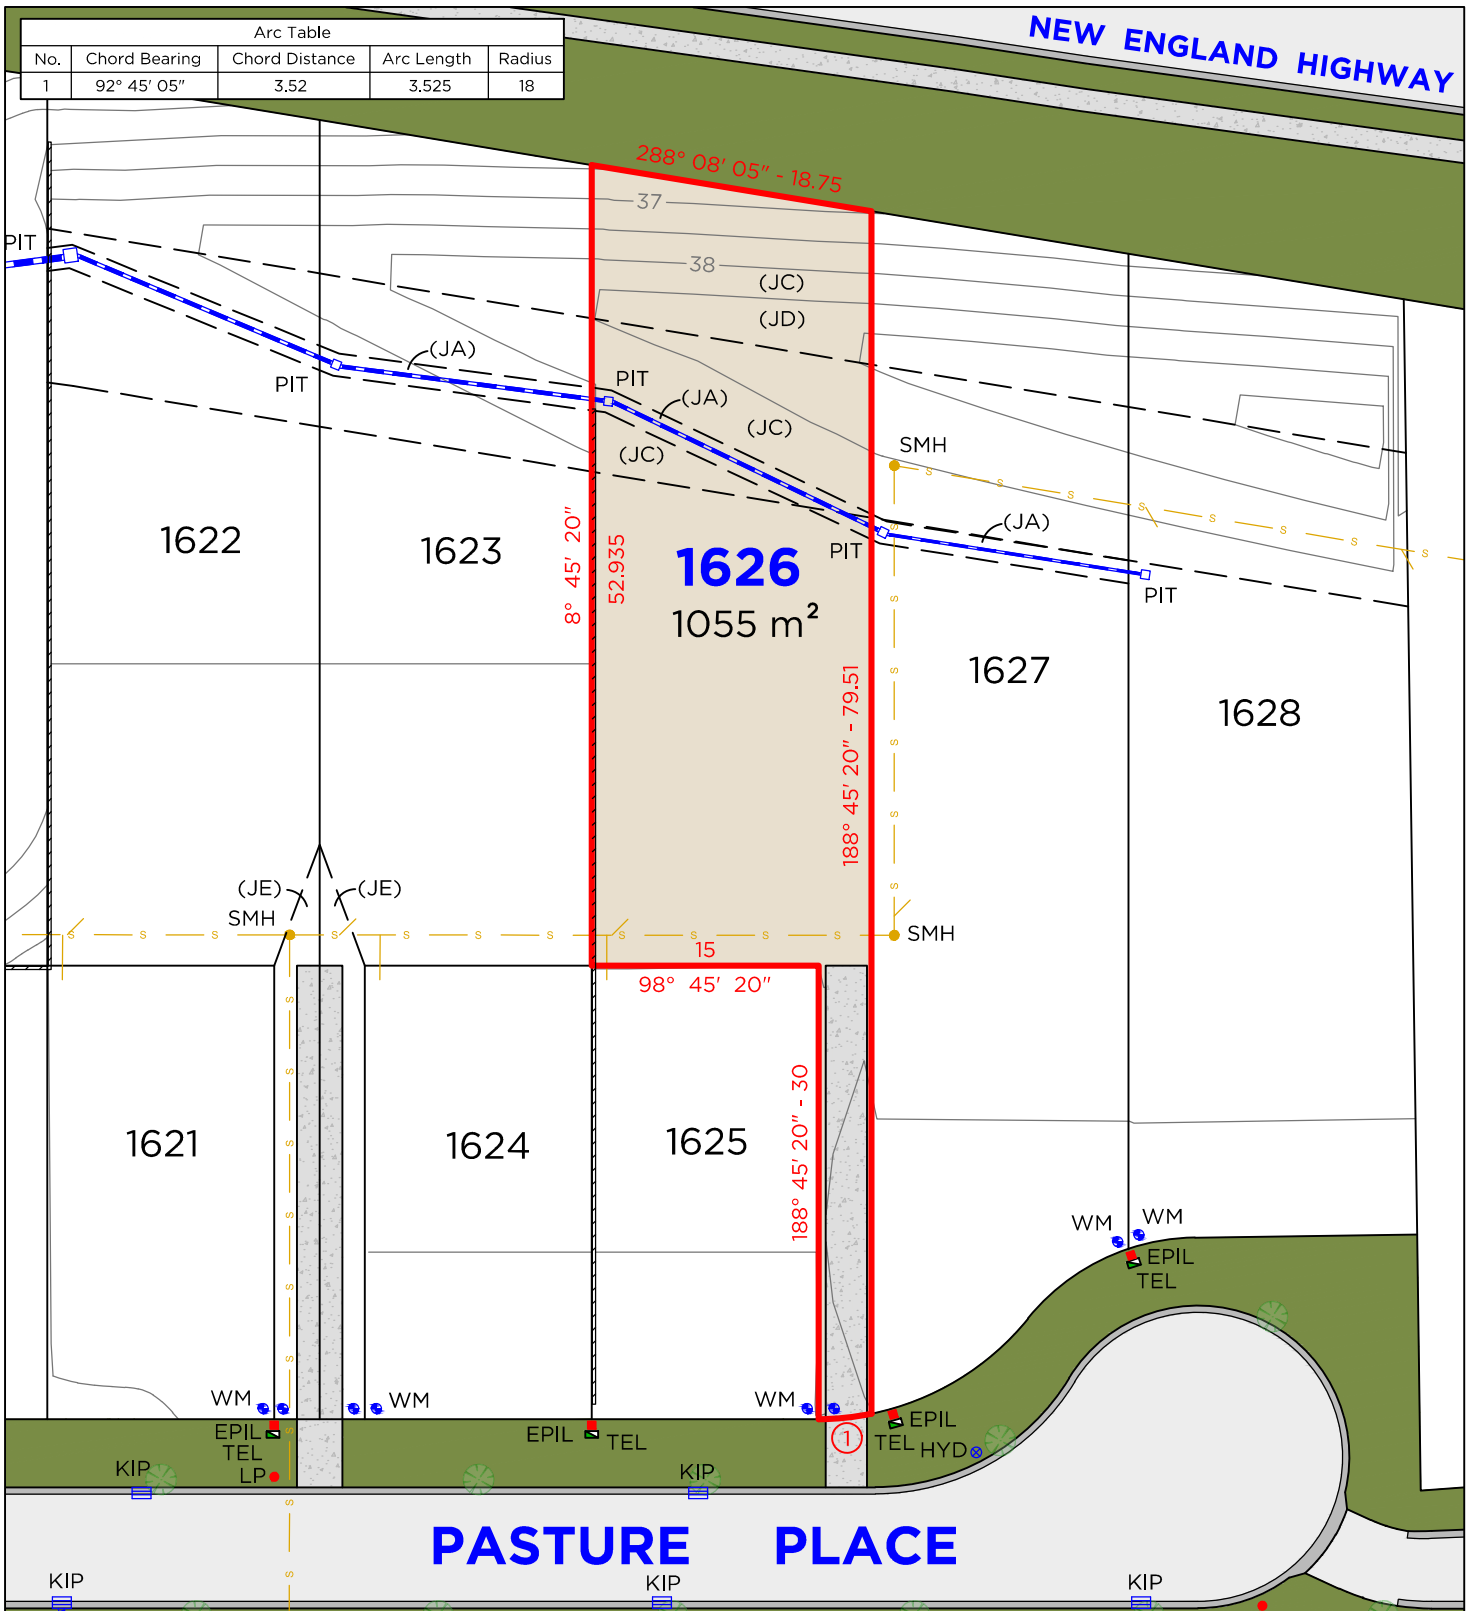 Arc Table
No. Chord Bearing Chord Distance Arc Length Radius
1 92° 45' 05" 3.52 3.525 18
NEW ENGLAND HIGHWAY
288° 08' 05" - 18.75
37
PIT
38
(JC)
(JD)
(JA)
PIT
PIT
(JA)
(JC)
(JC)
SMH
s s s s s s s
(JA)
PIT
PIT
1622
1623
8° 45' 20"
52.935
1626
1055 m²
1627
1628
188° 45' 20" - 79.51
s s s s s s
(JE)
(JE)
SMH
SMH
s s s s s s s s s s
15
98° 45' 20"
1621
1624
1625
188° 45' 20" - 30
s s s s s s s
WM
WM
EPIL
TEL
WM
WM
WM
EPIL
TEL
LP
EPIL
TEL
1
EPIL
TEL
HYD
KIP
KIP
PASTURE PLACE
KIP
KIP
KIP